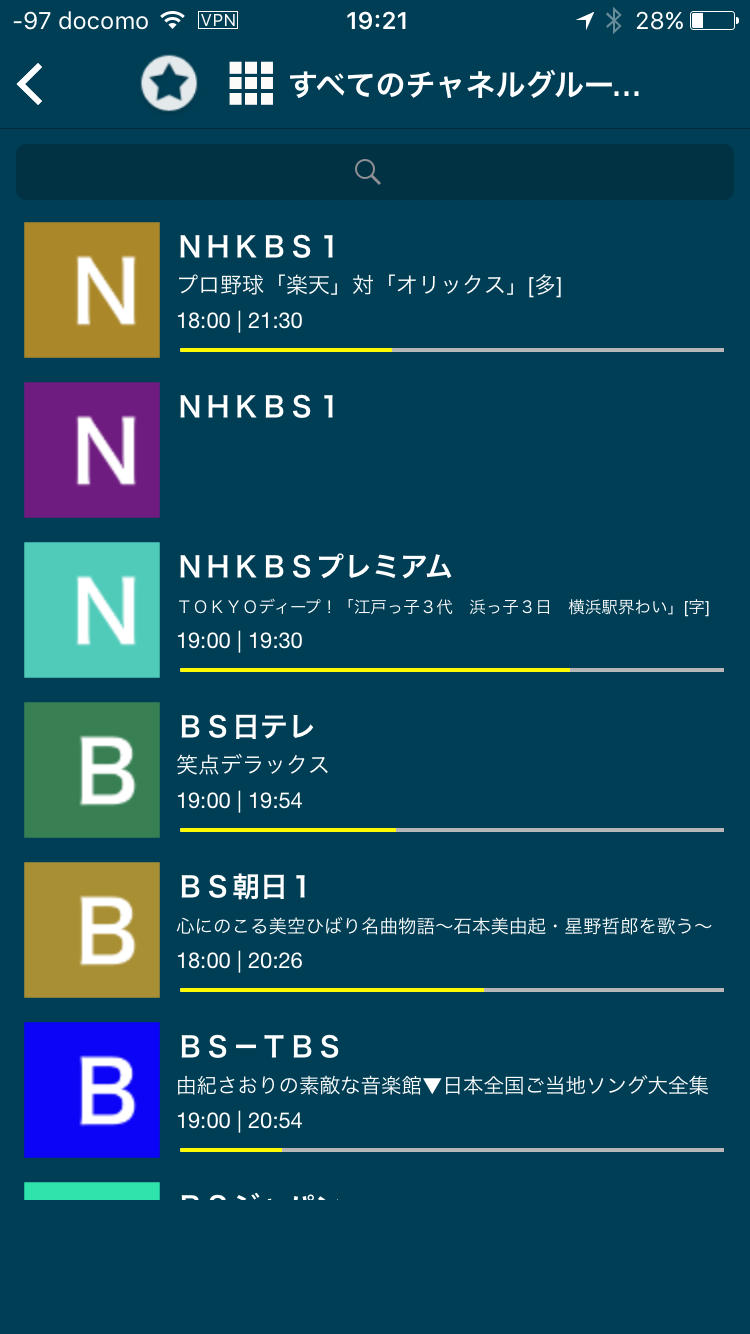 -97 docomo VPN 19:21 28%
すべてのチャネルグルー...
N
ＮＨＫＢＳ１
プロ野球「楽天」対「オリックス」[多]
18:00 | 21:30
N
ＮＨＫＢＳ１
N
ＮＨＫＢＳプレミアム
ＴＯＫＹＯディープ！「江戸っ子３代　浜っ子３日　横浜駅界わい」[字]
19:00 | 19:30
B
ＢＳ日テレ
笑点デラックス
19:00 | 19:54
B
ＢＳ朝日１
心にのこる美空ひばり名曲物語〜石本美由起・星野哲郎を歌う〜
18:00 | 20:26
B
ＢＳ－ＴＢＳ
由紀さおりの素敵な音楽館▼日本全国ご当地ソング大全集
19:00 | 20:54
ＢＳジャパン